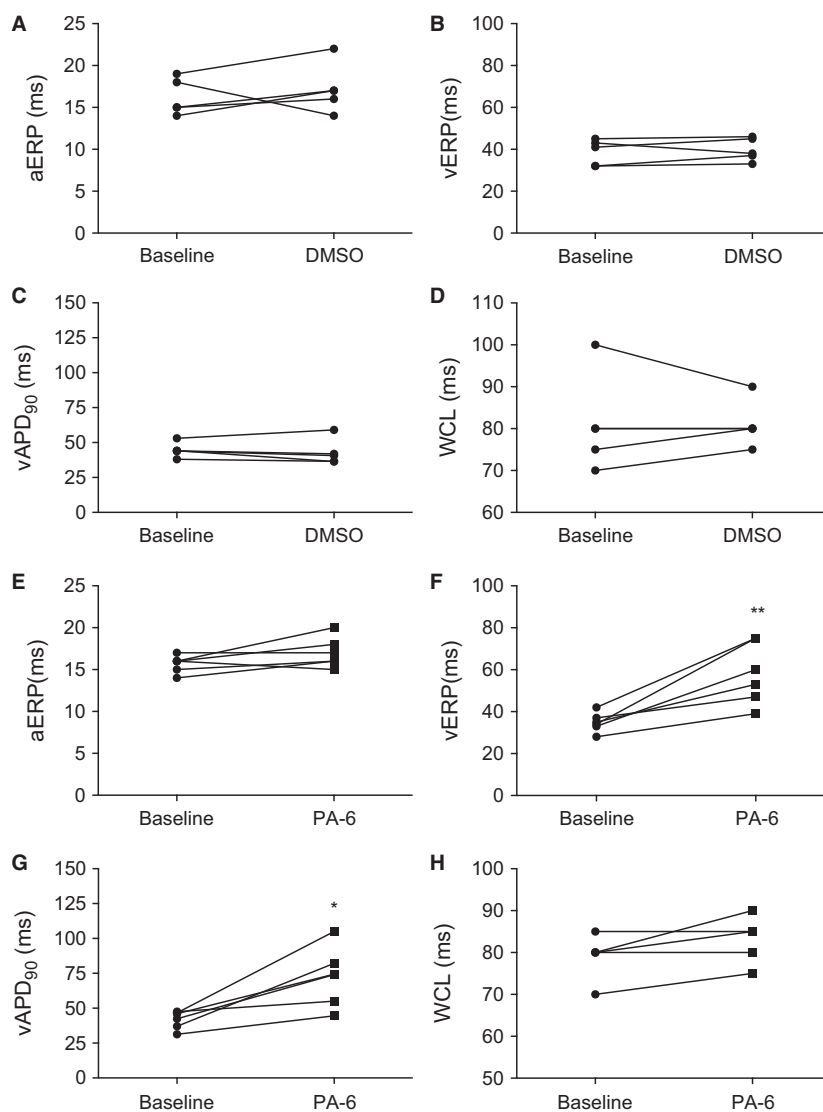 A
aERP (ms)
25
20
15
10
5
0
Baseline
DMSO
B
vERP(ms)
100
80
60
40
20
0
Baseline
DMSO
C
vAPD90 (ms)
150
125
100
75
50
25
0
Baseline
DMSO
D
WCL (ms)
110
100
90
80
70
60
Baseline
DMSO
E
aERP(ms)
25
20
15
10
5
0
Baseline
PA-6
F
vERP(ms)
100
80
60
40
20
0
**
Baseline
PA-6
G
vAPD90 (ms)
150
125
100
75
50
25
0
*
Baseline
PA-6
H
WCL (ms)
100
90
80
70
60
50
Baseline
PA-6